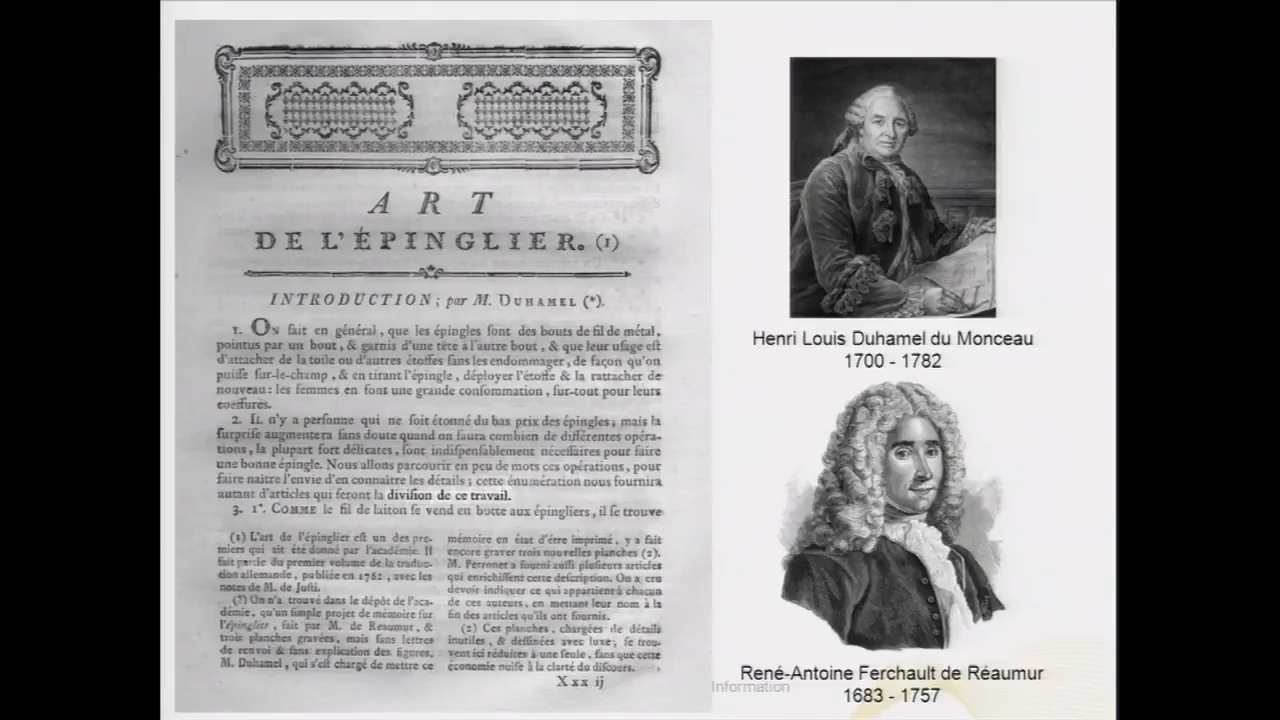 ART
DE L'ÉPINGLIER. (1)
INTRODUCTION; par M. DUHAMEL (*).
1. ON fait en général, que les épingles sont des bouts de fil de métal,
pointus par un bout, & garnis d'une tête à l'autre bout, & que leur usage est
d'attacher de la toile ou d'autres étoffes sans les endommager, de façon qu'on
puisse sur-le-champ, & en tirant l'épingle, déployer l'étoffe & la rattacher de
nouveau: les femmes en font une grande consommation, sur-tout pour leurs
coeffures.
2. IL n'y a personne qui ne soit étonné du bas prix des épingles; mais la
surprise augmentera sans doute quand on saura combien de différentes opéra-
tions, la plupart fort délicates, sont indispensablement nécessaires pour faire
une bonne épingle. Nous allons parcourir en peu de mots ces opérations, pour
faire naître l'envie d'en connaître les détails; cette énumération nous fournira
autant d'articles qui feront la division de ce travail.
3. 1°. COMME le fil de laiton se vend en botte aux épingliers, il se trouve
(1) L'art de l'épinglier est un des pre-
miers qui ait été donné par l'académie. Il
fait partie du premier volume de la traduc-
tion allemande, publiée en 1762, avec les
notes de M. de Justi.
(*) On n'a trouvé dans le dépôt de l'aca-
démie, qu'un simple projet de mémoire sur
l'épinglier, fait par M. de Reaumur, &
trois planches gravées, mais sans lettres
de renvoi & sans explication des figures.
M. Duhamel, qui s'est chargé de mettre ce
mémoire en état d'être imprimé, y a fait
encore graver trois nouvelles planches (2).
M. Perronet a fourni aussi plusieurs articles
qui enrichissent cette description. On a cru
devoir indiquer ce qui appartient à chacun
de ces auteurs, en mettant leur nom à la
fin des articles qu'ils ont fournis.
(2) Ces planches, chargées de détails
inutiles, & dessinées avec luxe, se trou-
vent ici réduites à une seule, sans que cette
économie nuise à la clarté du discours.
Xxx ij
Henri Louis Duhamel du Monceau
1700 - 1782
René-Antoine Ferchault de Réaumur
1683 - 1757
Information